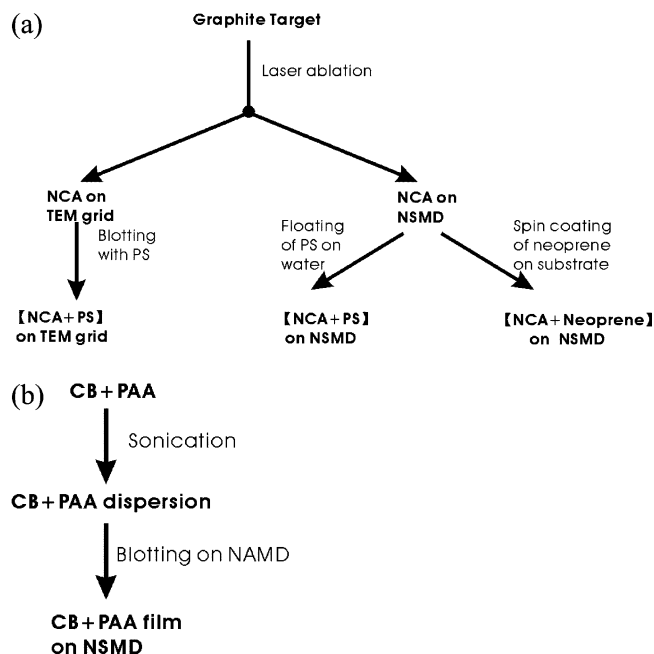 (a)
Graphite Target
Laser ablation
NCA on
TEM grid
NCA on
NSMD
Blotting
with PS
Floating
of PS on
water
Spin coating
of neoprene
on substrate
【NCA+PS】
on TEM grid
【NCA+PS】
on NSMD
【NCA+Neoprene】
on NSMD
(b)
CB+PAA
Sonication
CB+PAA dispersion
Blotting on NAMD
CB+PAA film
on NSMD